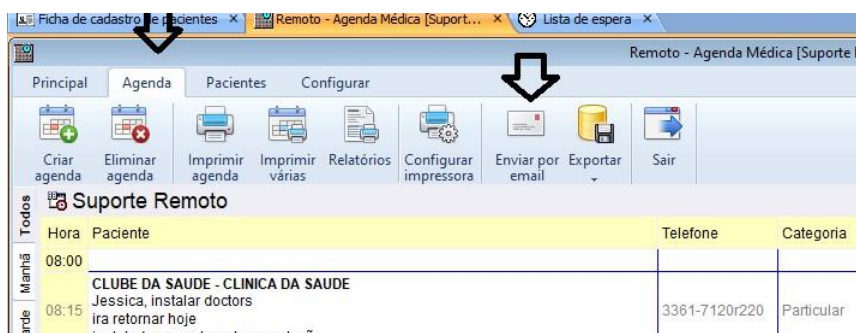 Ficha de cadastro de pacientes
Remoto - Agenda Médica [Suport...
Lista de espera
Remoto - Agenda Médica [Suporte
Principal
Agenda
Pacientes
Configurar
Criar agenda
Eliminar agenda
Imprimir agenda
Imprimir várias
Relatórios
Configurar impressora
Enviar por email
Exportar
Sair
Suporte Remoto
Todos
Manhã
Hora Paciente Telefone Categoria
08:00
CLUBE DA SAUDE - CLINICA DA SAUDE
Jessica, instalar doctors
08:15 3361-7120r220 Particular
ira retornar hoje